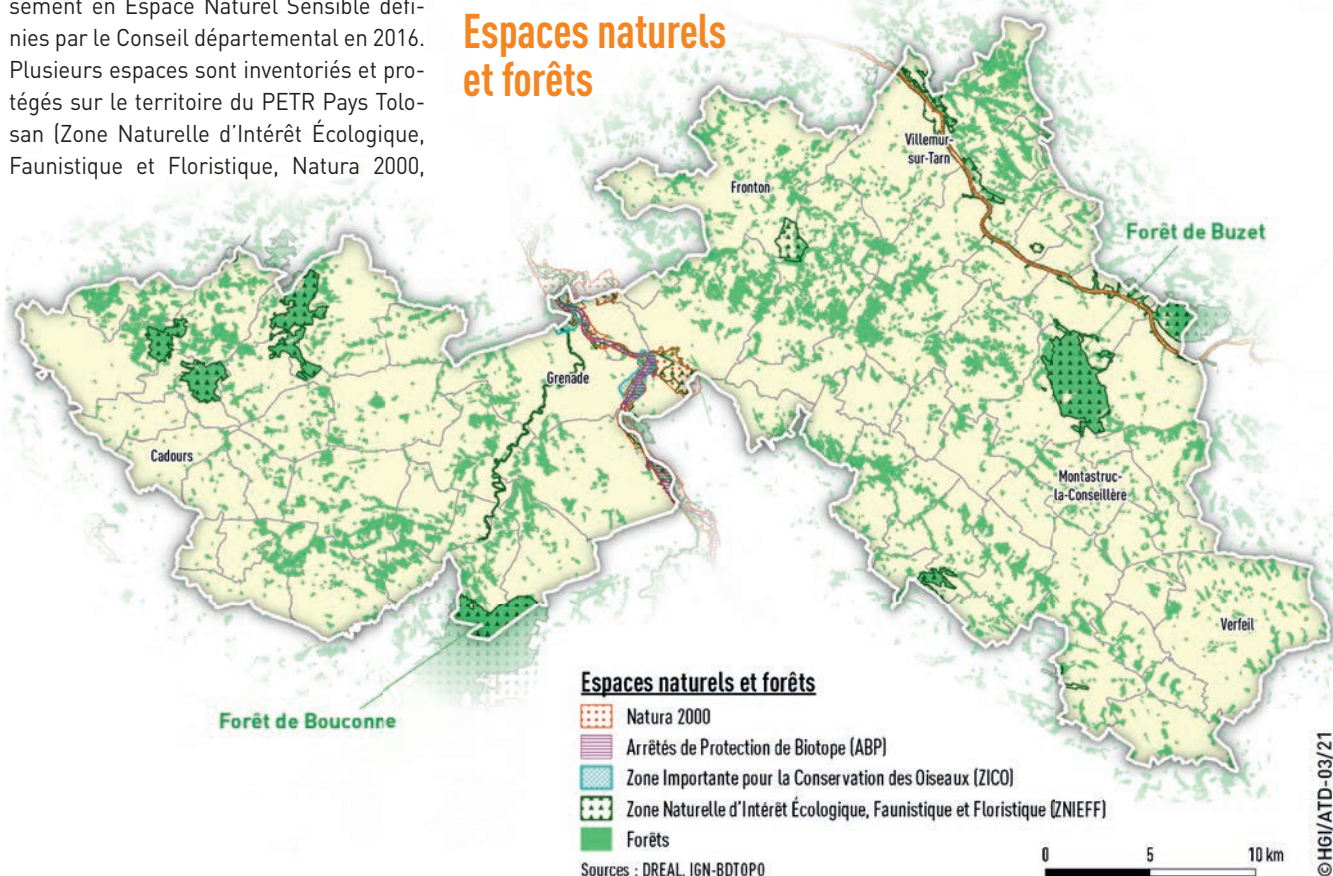 sement en Espace Naturel Sensible défi-
nies par le Conseil départemental en 2016.
Plusieurs espaces sont inventoriés et pro-
tégés sur le territoire du PETR Pays Tolo-
san (Zone Naturelle d'Intérêt Écologique,
Faunistique et Floristique, Natura 2000,
Espaces naturels
et forêts
Villemur-
sur-Tarn
Fronton
Forêt de Buzet
Grenade
Cadours
Montastruc-
la-Conseillère
Verfeil
Forêt de Bouconne
Espaces naturels et forêts
Natura 2000
Arrêtés de Protection de Biotope (ABP)
Zone Importante pour la Conservation des Oiseaux (ZICO)
Zone Naturelle d'Intérêt Écologique, Faunistique et Floristique (ZNIEFF)
Forêts
Sources : DREAL, IGN-BDTOPO
0 5 10 km
©HGI/ATD-03/21